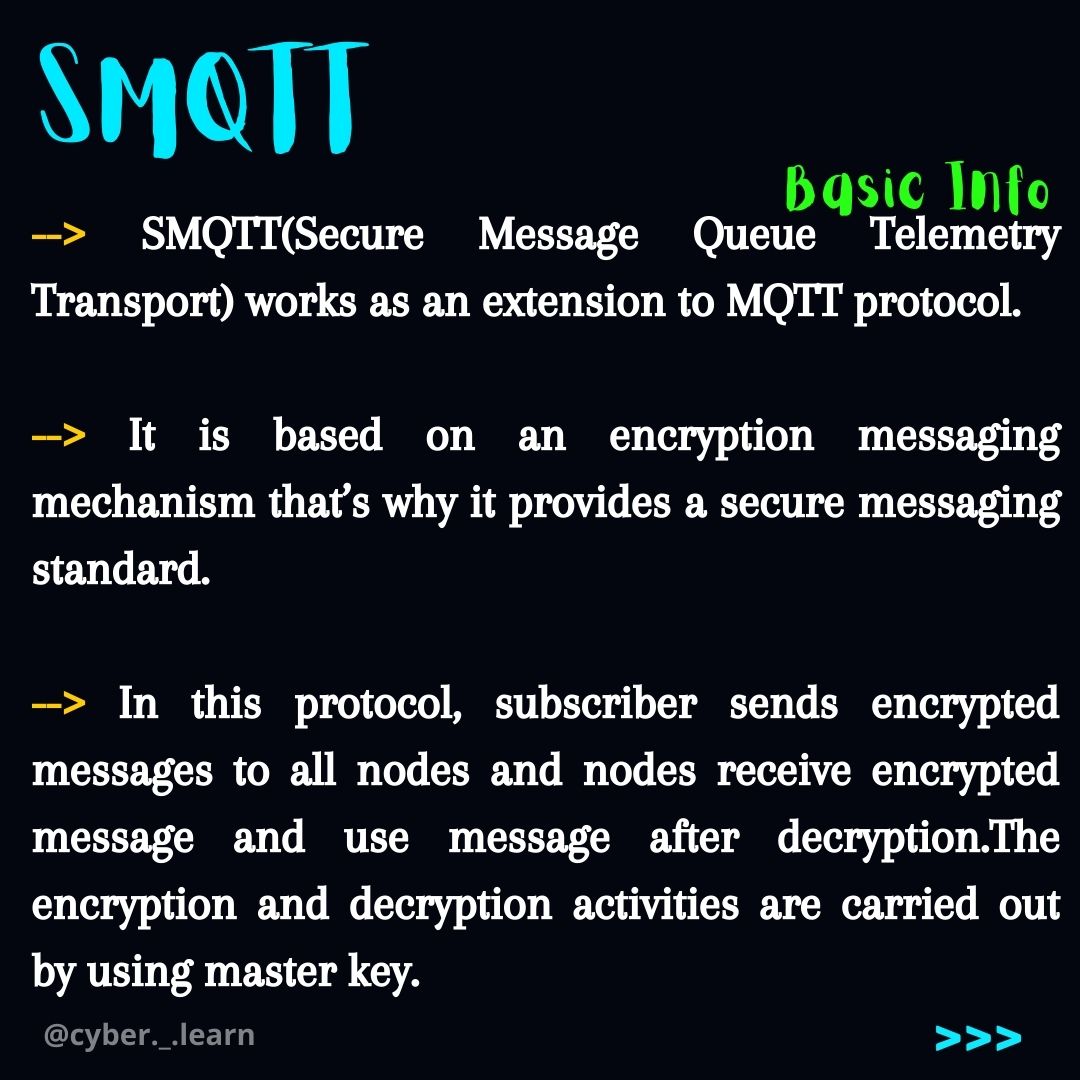 SMQTT
Basic Info
--> SMQTT(Secure Message Queue Telemetry
Transport) works as an extension to MQTT protocol.
--> It is based on an encryption messaging
mechanism that’s why it provides a secure messaging
standard.
--> In this protocol, subscriber sends encrypted
messages to all nodes and nodes receive encrypted
message and use message after decryption.The
encryption and decryption activities are carried out
by using master key.
@cyber._.learn
>>>